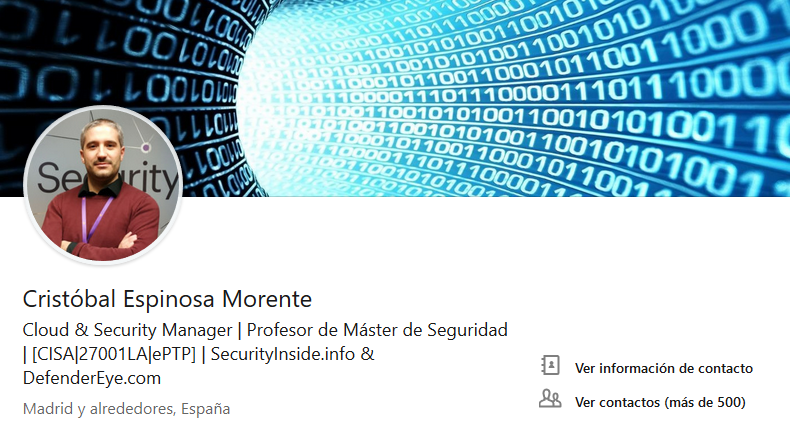 Security
Cristóbal Espinosa Morente
Cloud & Security Manager | Profesor de Máster de Seguridad
| [CISA|27001LA|ePTP] | SecurityInside.info &
DefenderEye.com
Madrid y alrededores, España
Ver información de contacto
Ver contactos (más de 500)